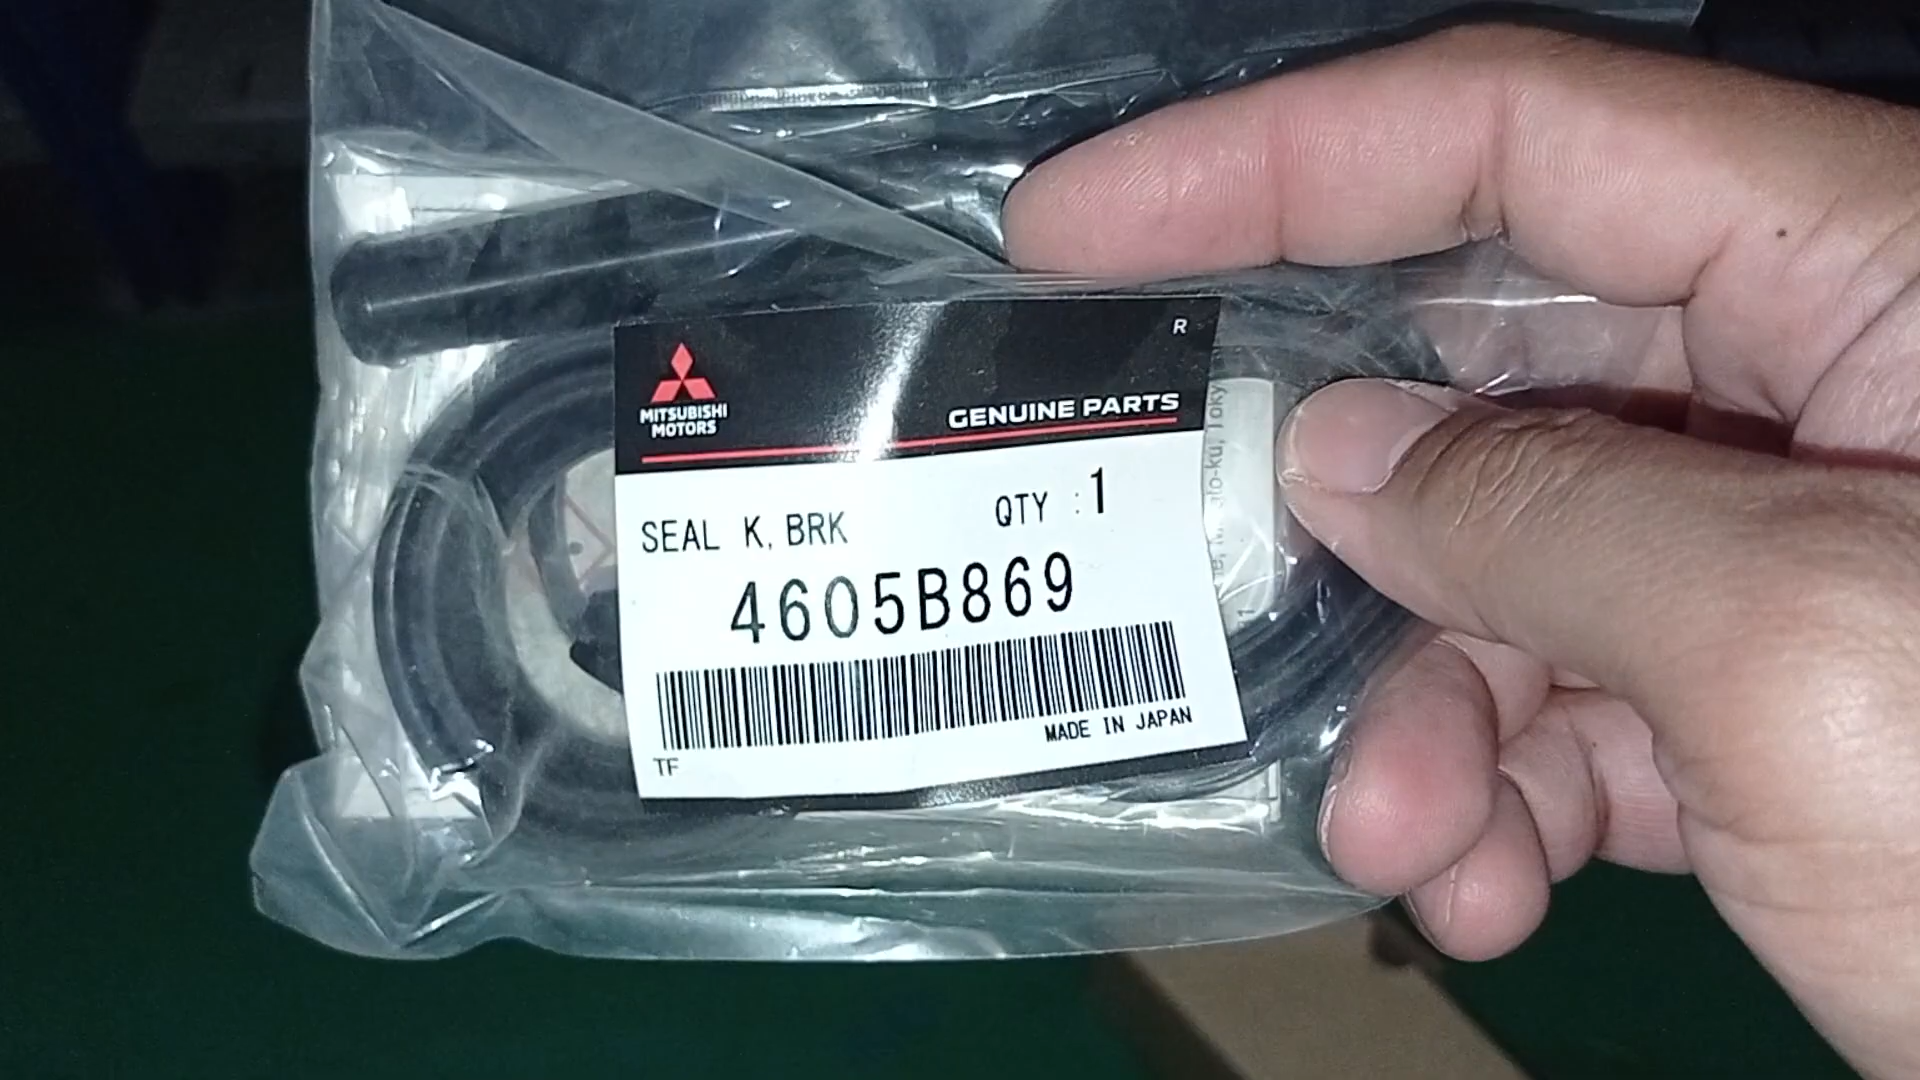 R
MITSUBISHI
MOTORS
GENUINE PARTS
SEAL K, BRK
QTY : 1
4605B869
MADE IN JAPAN
TF